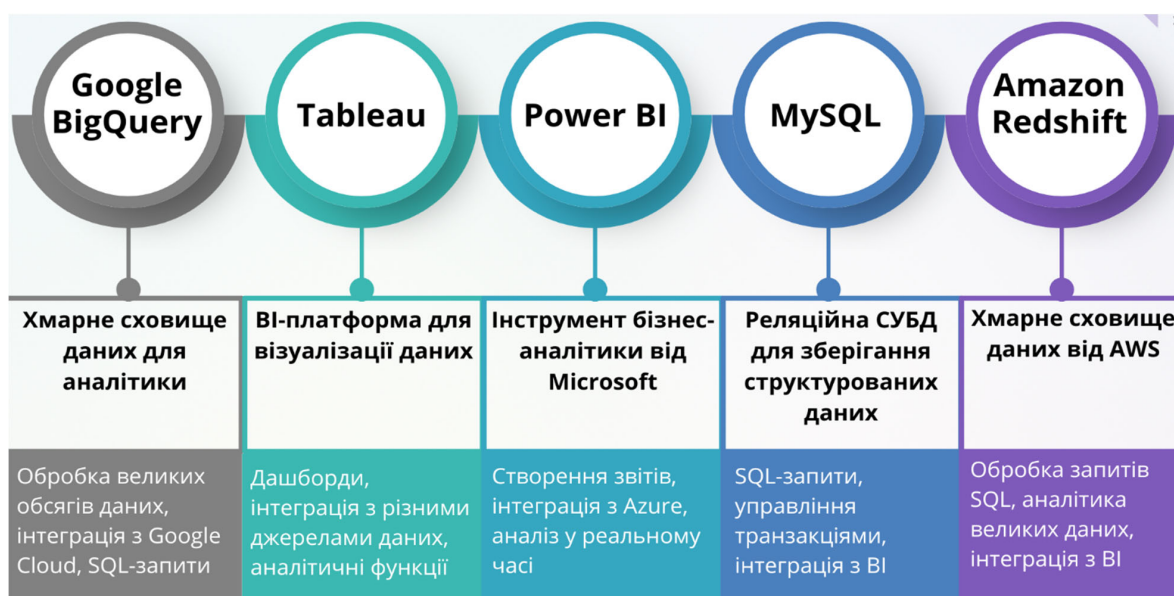 Google
BigQuery
Tableau
Power BI
MySQL
Amazon
Redshift
Хмарне сховище
даних для
аналітики
BI-платформа для
візуалізації даних
Інструмент бізнес-
аналітики від
Microsoft
Реляційна СУБД
для зберігання
структурованих
даних
Хмарне сховище
даних від AWS
Обробка великих
обсягів даних,
інтеграція з Google
Cloud, SQL-запити
Дашборди,
інтеграція з різними
джерелами даних,
аналітичні функції
Створення звітів,
інтеграція з Azure,
аналіз у реальному
часі
SQL-запити,
управління
транзакціями,
інтеграція з BI
Обробка запитів
SQL, аналітика
великих даних,
інтеграція з BI